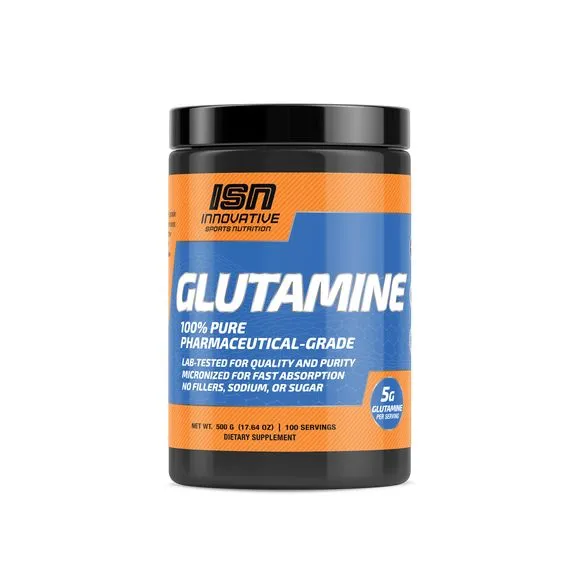 ISN
INNOVATIVE
SPORTS NUTRITION
GLUTAMINE
100% PURE
PHARMACEUTICAL-GRADE
LAB-TESTED FOR QUALITY AND PURITY
MICRONIZED FOR FAST ABSORPTION
NO FILLERS, SODIUM, OR SUGAR
5G
GLUTAMINE
PER SERVING
NET WT. 500 G (17.64 OZ) | 100 SERVINGS
DIETARY SUPPLEMENT